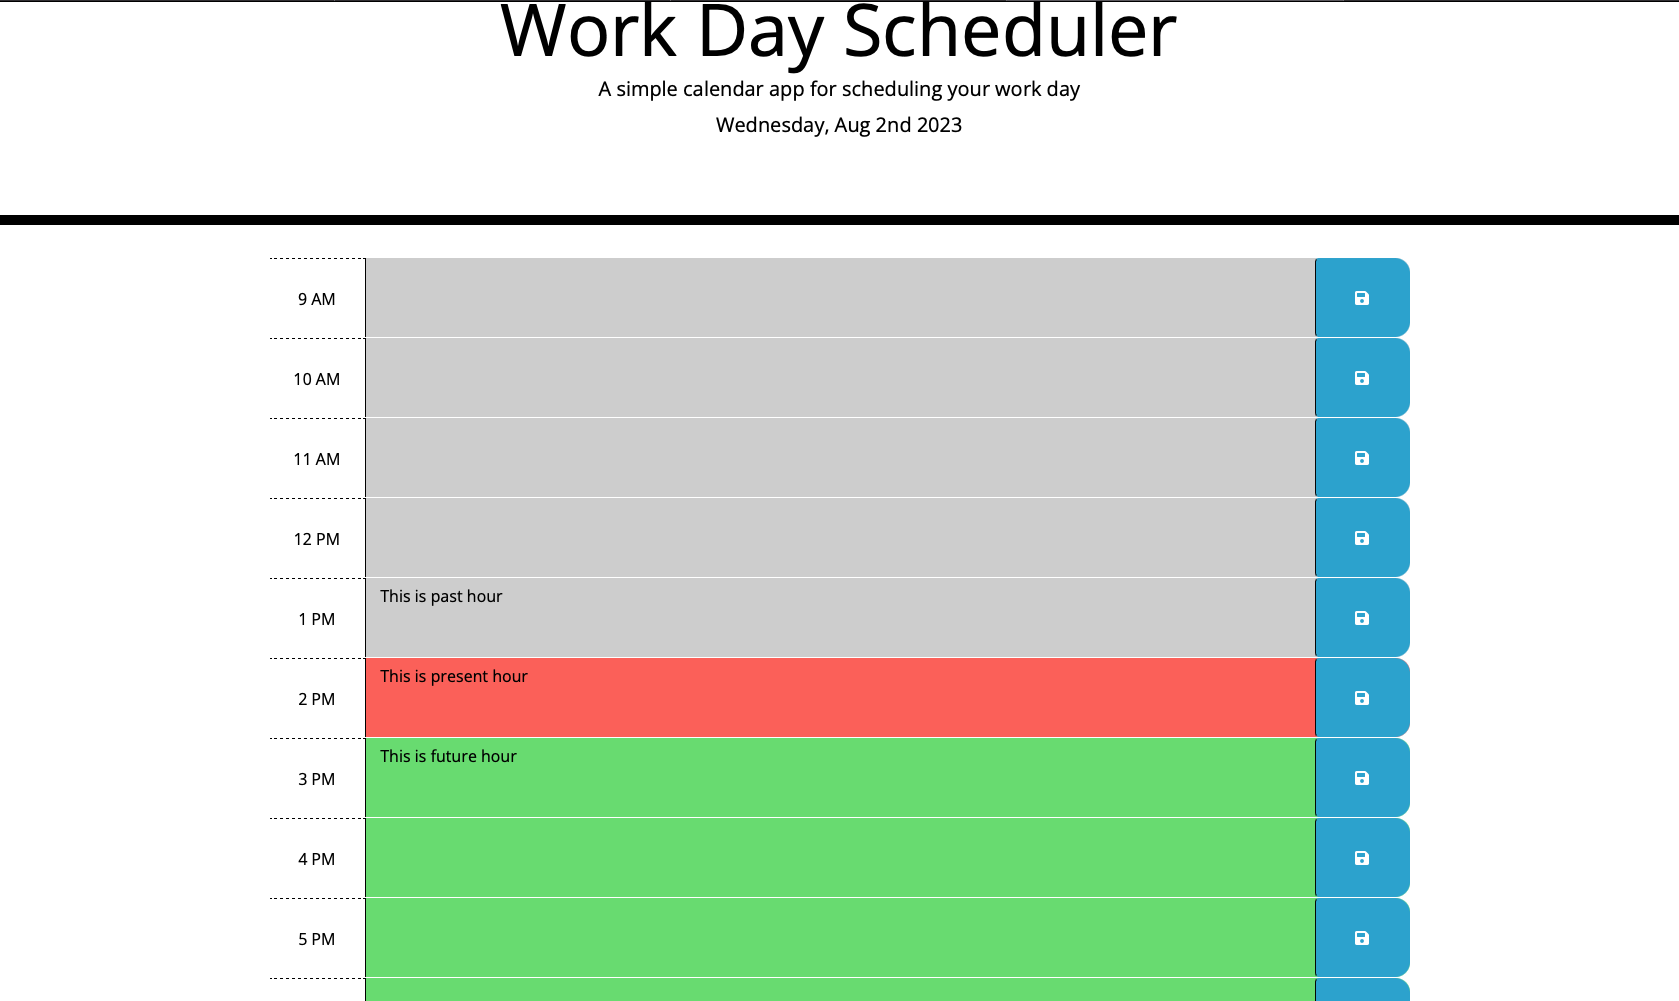 Work Day Scheduler
A simple calendar app for scheduling your work day
Wednesday, Aug 2nd 2023
9 AM
10 AM
11 AM
12 PM
1 PM This is past hour
2 PM This is present hour
3 PM This is future hour
4 PM
5 PM